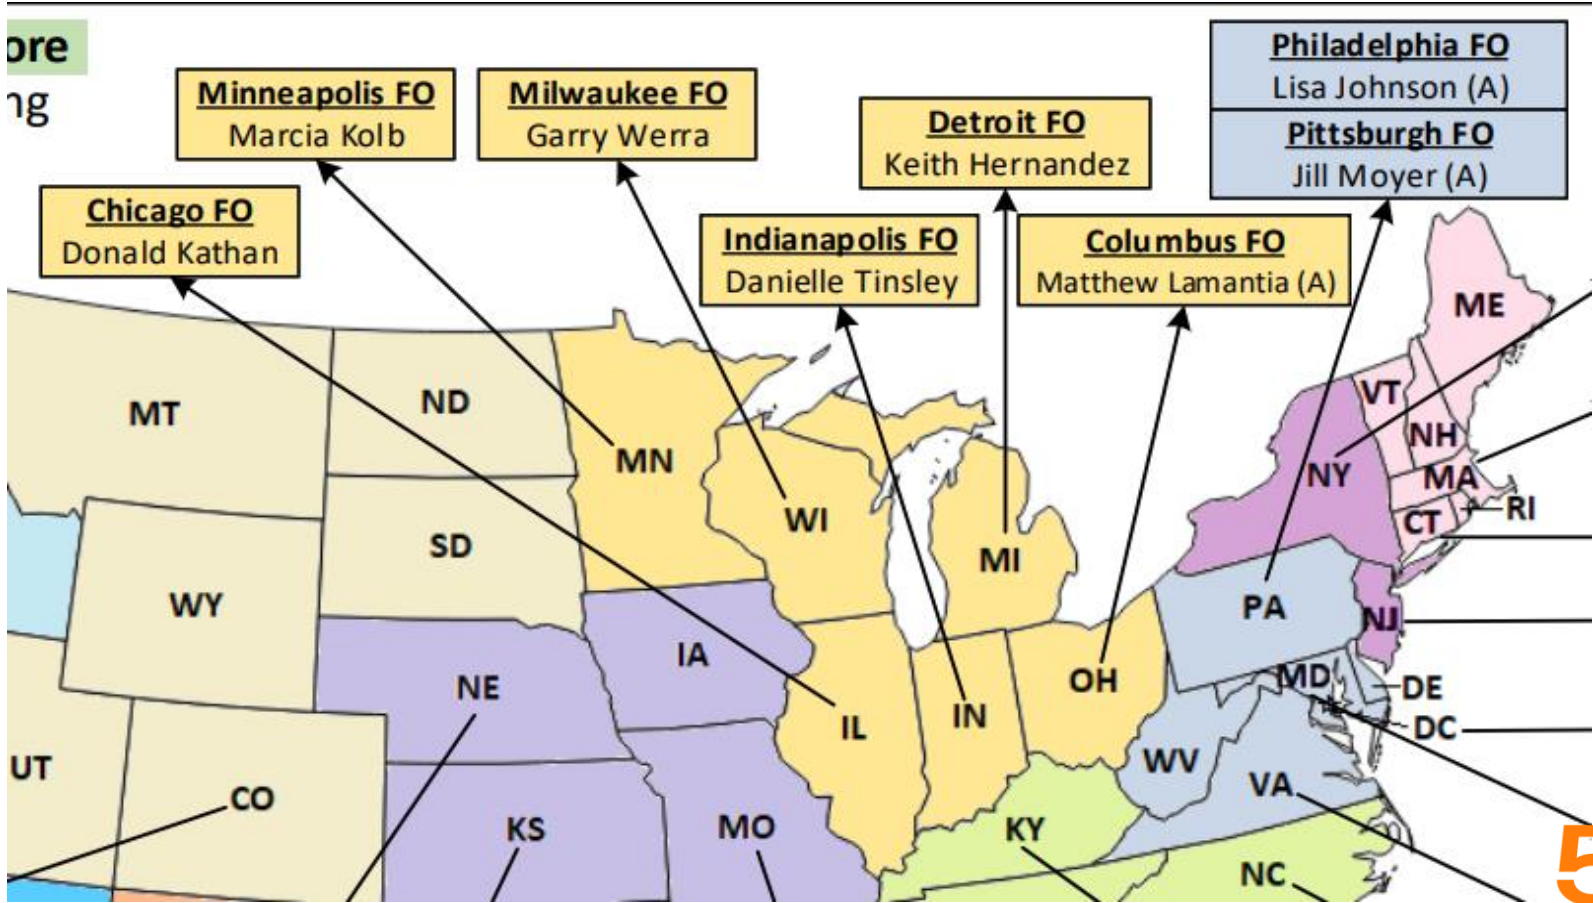 ore
ng
Minneapolis FO
Marcia Kolb
Milwaukee FO
Garry Werra
Detroit FO
Keith Hernandez
Philadelphia FO
Lisa Johnson (A)
Pittsburgh FO
Jill Moyer (A)
Chicago FO
Donald Kathan
Indianapolis FO
Danielle Tinsley
Columbus FO
Matthew Lamantia (A)
ME
VT
NH
MT
ND
MN
NY
MA
RI
CT
WI
SD
MI
WY
PA
NJ
IA
NE
OH
MD
DE
IL
IN
DC
UT
WV
CO
VA
KS
MO
KY
NC
5